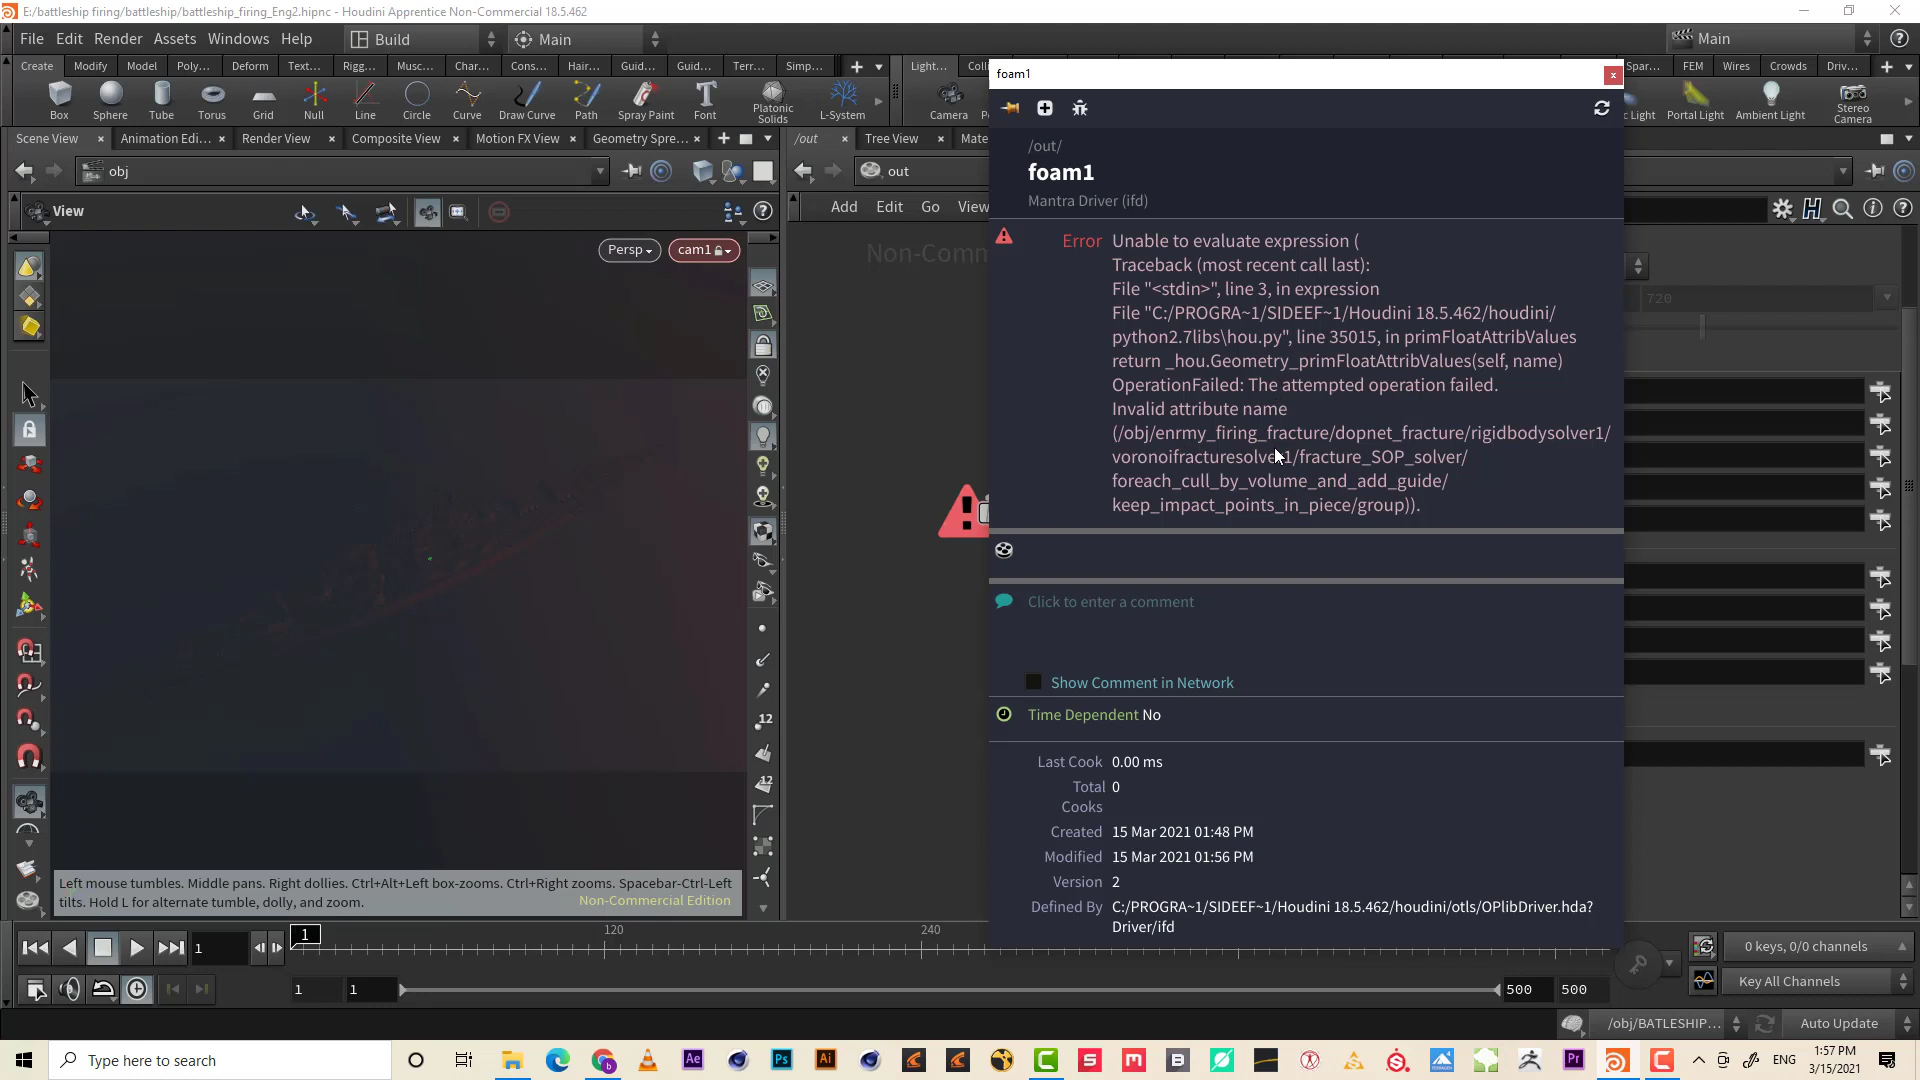 E:/battleship firing/battleship/battleship_firing_Eng2.hipnc - Houdini Apprentice Non-Commercial 18.5.462
File Edit Render Assets Windows Help
Build
Main
Main
Create Modify Model Poly... Deform Text... Rigg... Musc... Char... Cons... Hair... Guid... Guid... Terr... Simp...
Light... Coll
Spar... FEM Wires Crowds Driv...
Box Sphere Tube Torus Grid Null Line Circle Curve Draw Curve Path Spray Paint Font Platonic Solids L-System
Camera
Portal Light Ambient Light Stereo Camera
Scene View Animation Edi... Render View Composite View Motion FX View Geometry Spre...
/out Tree View Mate
obj
out
View
Add Edit Go View
Persp
cam1
Non-Comm
720
foam1
/out/
foam1
Mantra Driver (ifd)
Error Unable to evaluate expression (
Traceback (most recent call last):
File "<stdin>", line 3, in expression
File "C:/PROGRA~1/SIDEEF~1/Houdini 18.5.462/houdini/
python2.7libs\hou.py", line 35015, in primFloatAttribValues
return _hou.Geometry_primFloatAttribValues(self, name)
OperationFailed: The attempted operation failed.
Invalid attribute name
(/obj/enrmy_firing_fracture/dopnet_fracture/rigidbodysolver1/
voronoifracturesolver1/fracture_SOP_solver/
foreach_cull_by_volume_and_add_guide/
keep_impact_points_in_piece/group)).
Click to enter a comment
Show Comment in Network
Time Dependent No
Last Cook 0.00 ms
Total Cooks 0
Created 15 Mar 2021 01:48 PM
Modified 15 Mar 2021 01:56 PM
Version 2
Defined By C:/PROGRA~1/SIDEEF~1/Houdini 18.5.462/houdini/otls/OPlibDriver.hda?
Driver/ifd
12
12
Left mouse tumbles. Middle pans. Right dollies. Ctrl+Alt+Left box-zooms. Ctrl+Right zooms. Spacebar-Ctrl-Left
tilts. Hold L for alternate tumble, dolly, and zoom.
Non-Commercial Edition
1 1 120 240
0 keys, 0/0 channels
1 1 500 500
Key All Channels
/obj/BATLESHIP...
Auto Update
Type here to search
ENG
1:57 PM
3/15/2021